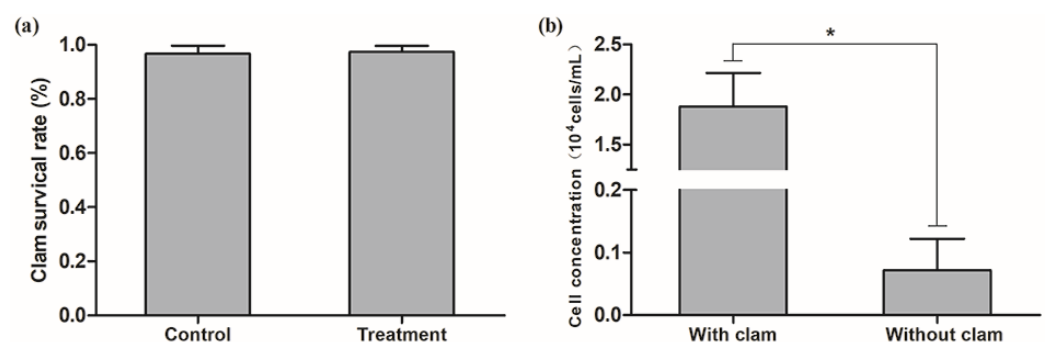 (a)
Clam survical rate (%)
1.0
0.8
0.6
0.4
0.2
0.0
Control
Treatment
(b)
*
Cell concentration（10⁴cells/mL）
2.5
2.0
1.5
0.2
0.1
0.0
With clam
Without clam